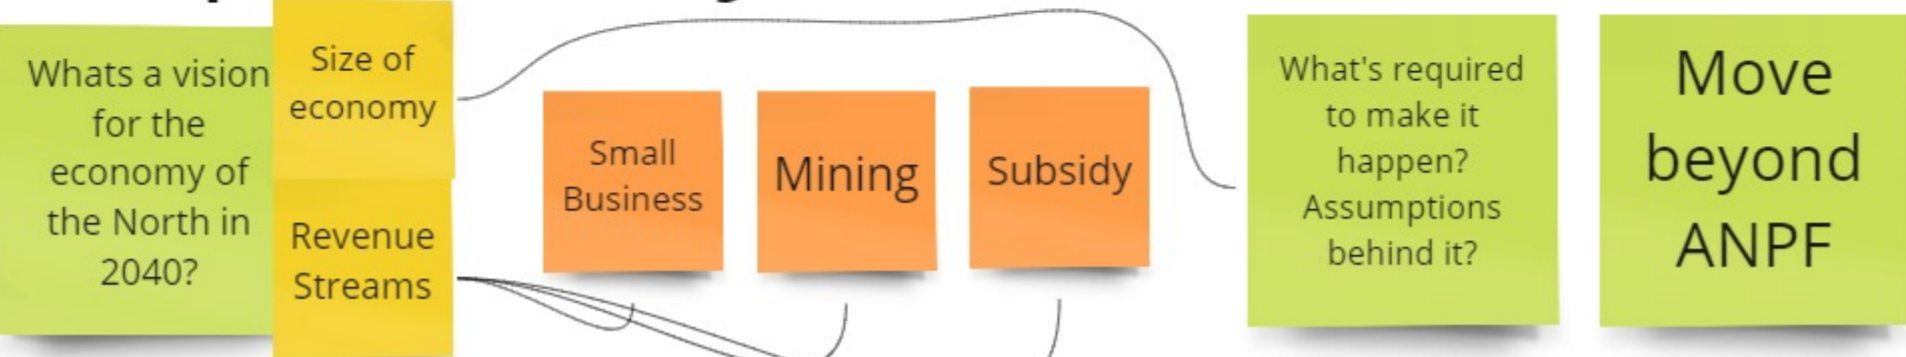 Whats a vision
for the
economy of
the North in
2040?
Size of
economy
Revenue
Streams
Small
Business
Mining
Subsidy
What's required
to make it
happen?
Assumptions
behind it?
Move
beyond
ANPF